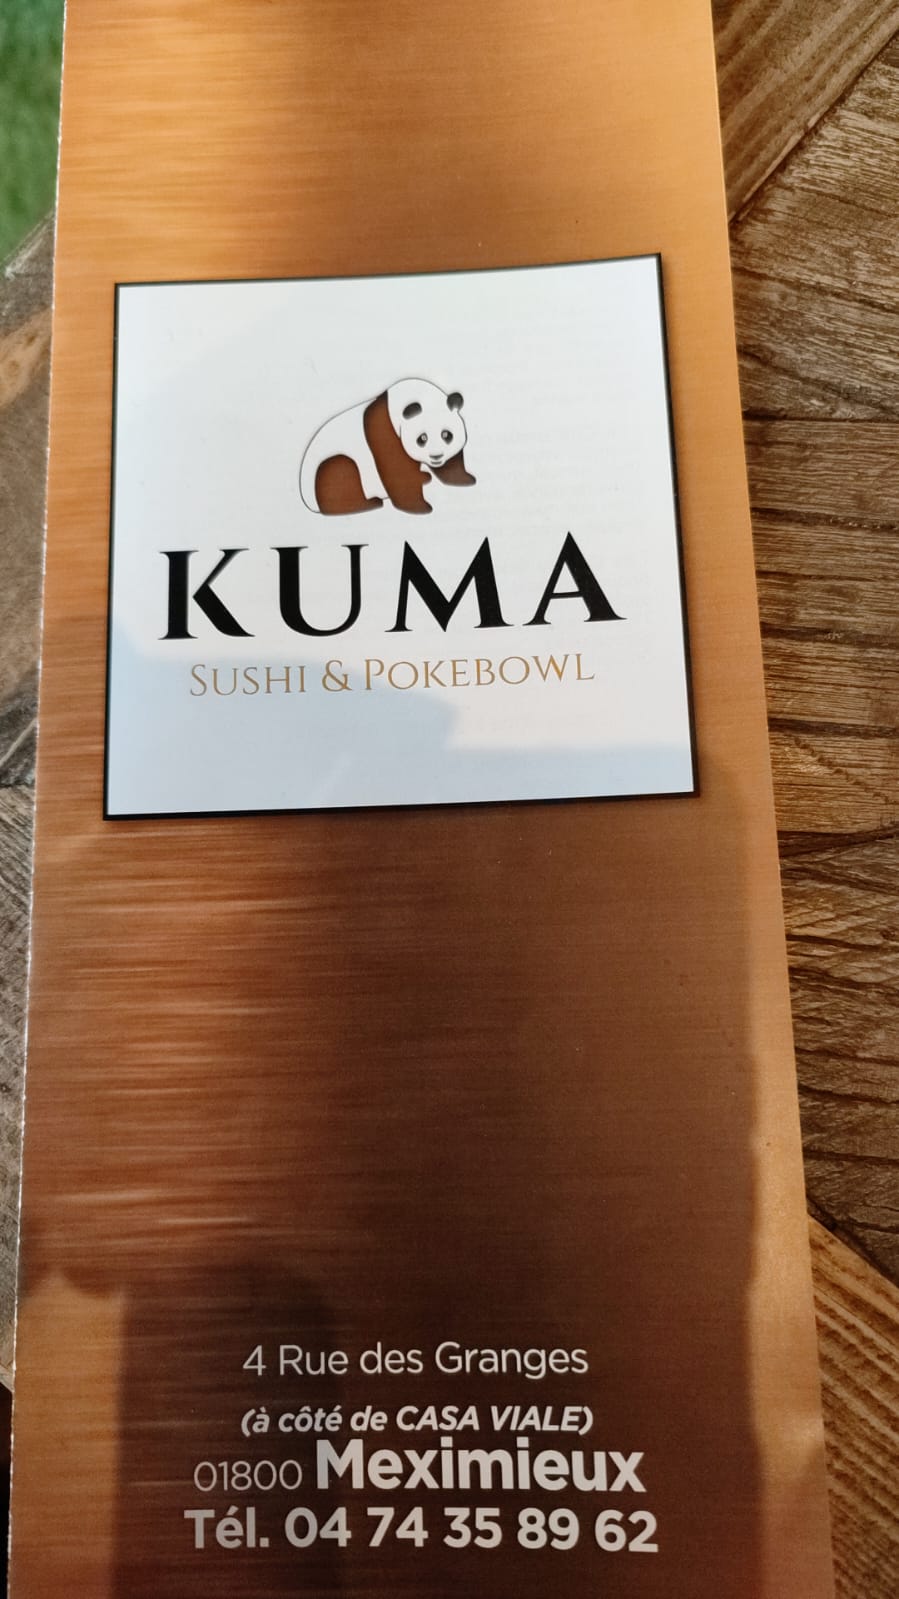 KUMA
SUSHI & POKEBOWL
4 Rue des Granges
(à côté de CASA VIALE)
01800 Meximieux
Tél. 04 74 35 89 62